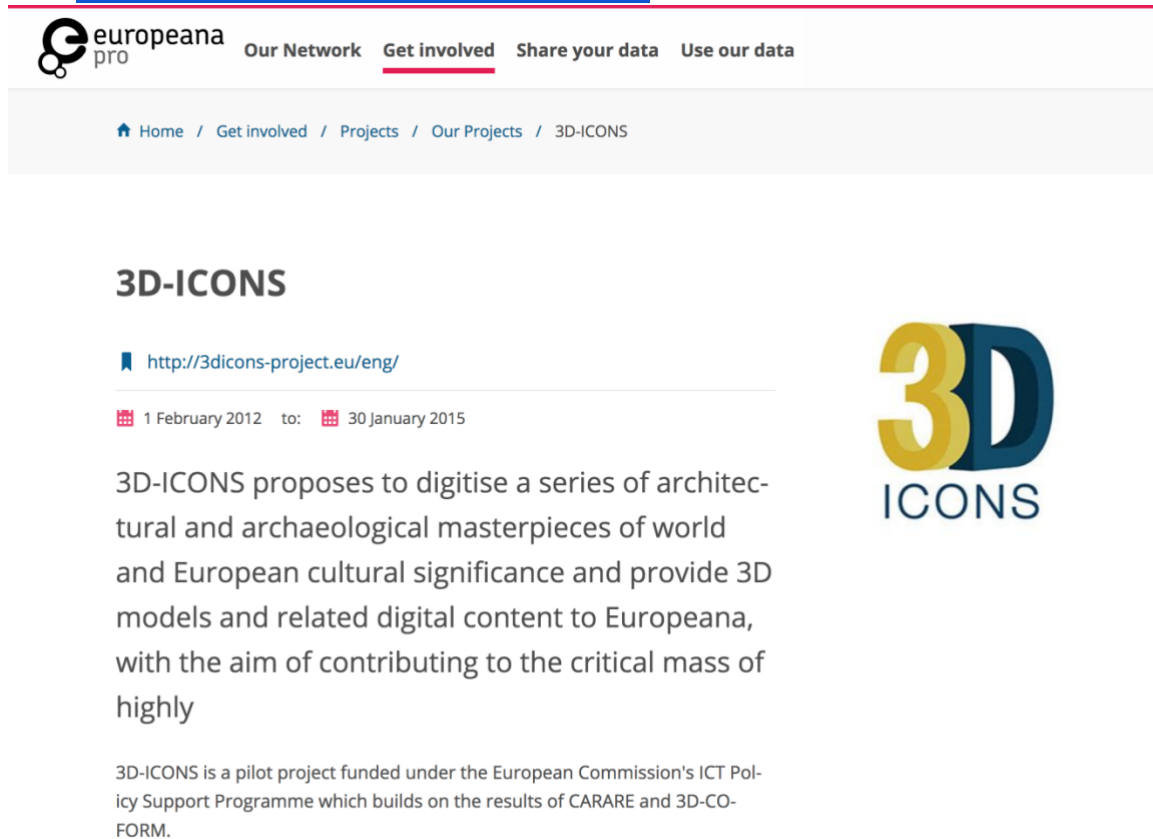 europeana
pro
Our Network Get involved Share your data Use our data
Home / Get involved / Projects / Our Projects / 3D-ICONS
3D-ICONS
http://3dicons-project.eu/eng/
1 February 2012 to: 30 January 2015
3D
ICONS
3D-ICONS proposes to digitise a series of architec-
tural and archaeological masterpieces of world
and European cultural significance and provide 3D
models and related digital content to Europeana,
with the aim of contributing to the critical mass of
highly
3D-ICONS is a pilot project funded under the European Commission's ICT Pol-
icy Support Programme which builds on the results of CARARE and 3D-CO-
FORM.